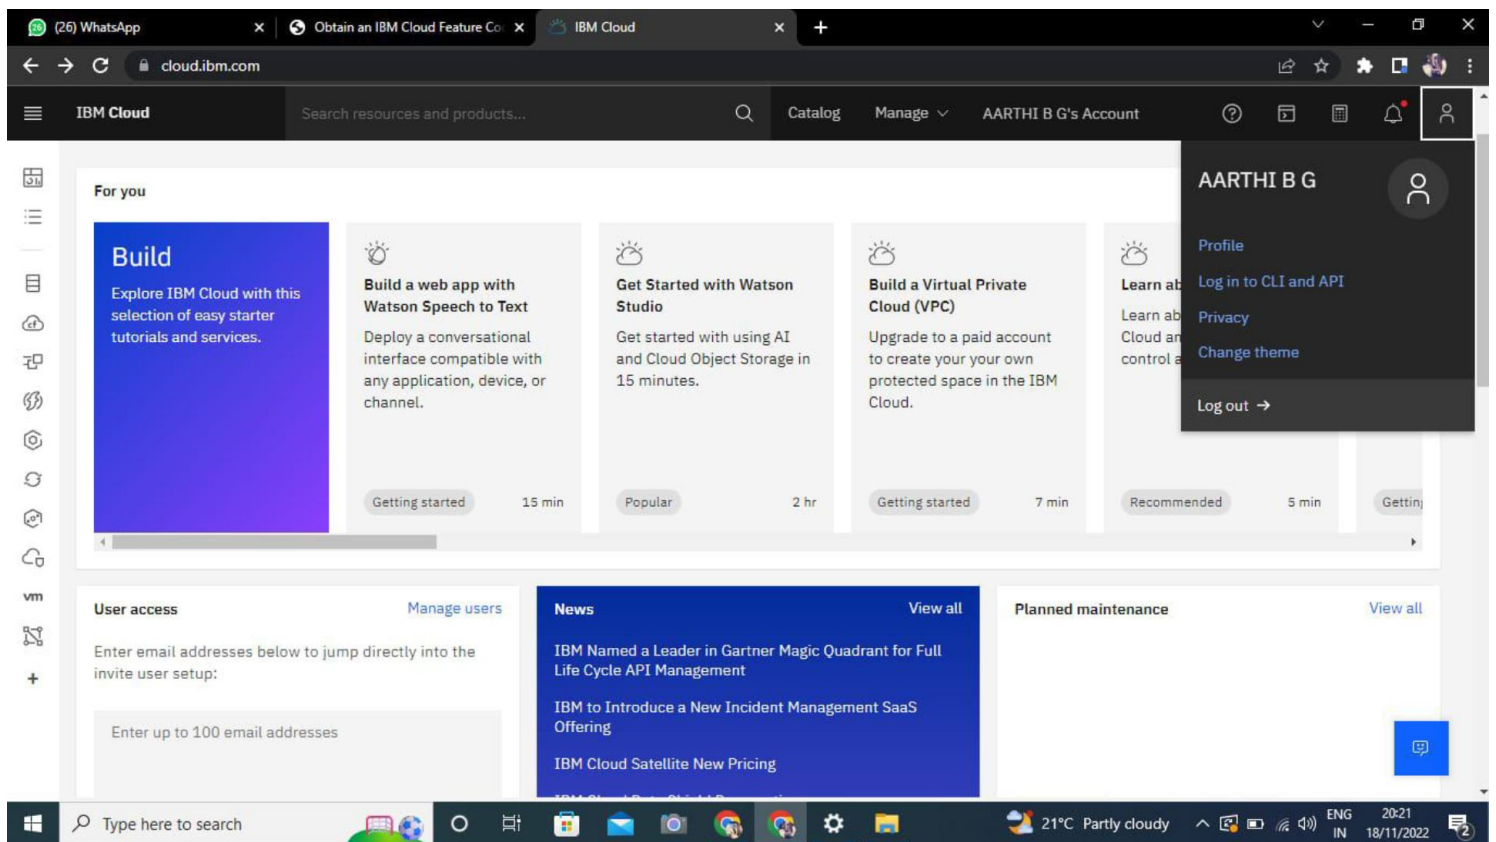 (26) WhatsApp
Obtain an IBM Cloud Feature Co
IBM Cloud
cloud.ibm.com
IBM Cloud
Search resources and products...
Catalog
Manage
AARTHI B G's Account
AARTHI B G
Profile
Log in to CLI and API
Privacy
Change theme
Log out →
For you
Build
Explore IBM Cloud with this
selection of easy starter
tutorials and services.
Build a web app with
Watson Speech to Text
Deploy a conversational
interface compatible with
any application, device, or
channel.
Getting started
15 min
Get Started with Watson
Studio
Get started with using AI
and Cloud Object Storage in
15 minutes.
Popular
2 hr
Build a Virtual Private
Cloud (VPC)
Upgrade to a paid account
to create your your own
protected space in the IBM
Cloud.
Getting started
7 min
Learn ab
Learn ab
Cloud an
control a
Recommended
5 min
Getting
vm
User access
Manage users
Enter email addresses below to jump directly into the
invite user setup:
Enter up to 100 email addresses
News
View all
IBM Named a Leader in Gartner Magic Quadrant for Full
Life Cycle API Management
IBM to Introduce a New Incident Management SaaS
Offering
IBM Cloud Satellite New Pricing
Planned maintenance
View all
Type here to search
21°C Partly cloudy
ENG
IN
20:21
18/11/2022
2